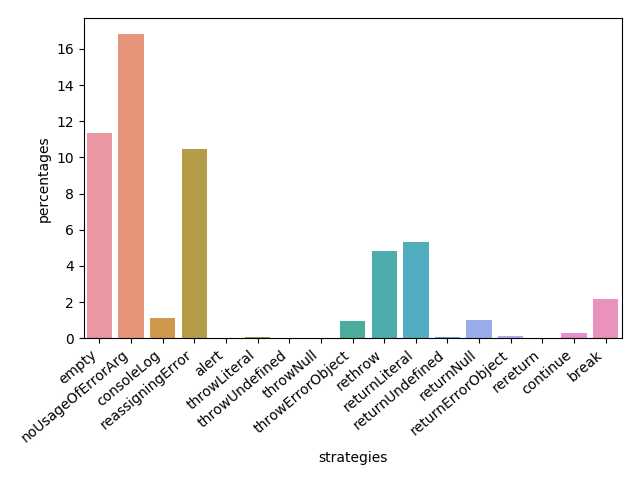 percentages
16
14
12
10
8
6
4
2
0
empty
noUsageOfErrorArg
consoleLog
reassigningError
alert
throwLiteral
throwUndefined
throwNull
throwErrorObject
rethrow
returnLiteral
returnUndefined
returnNull
returnErrorObject
rereturn
continue
break
strategies